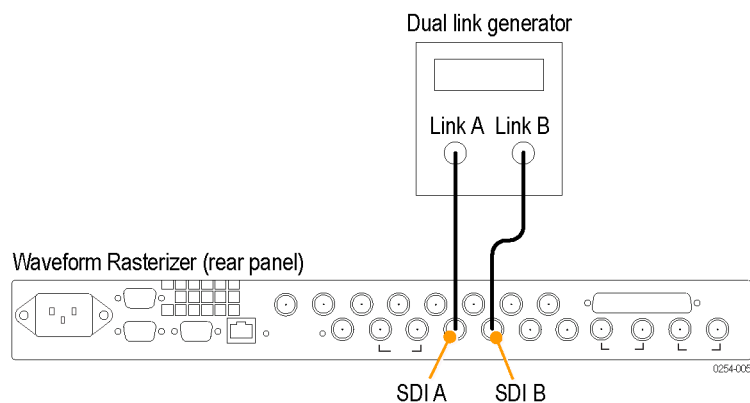 Dual link generator
Link A Link B
Waveform Rasterizer (rear panel)
0254-005
SDI A SDI B